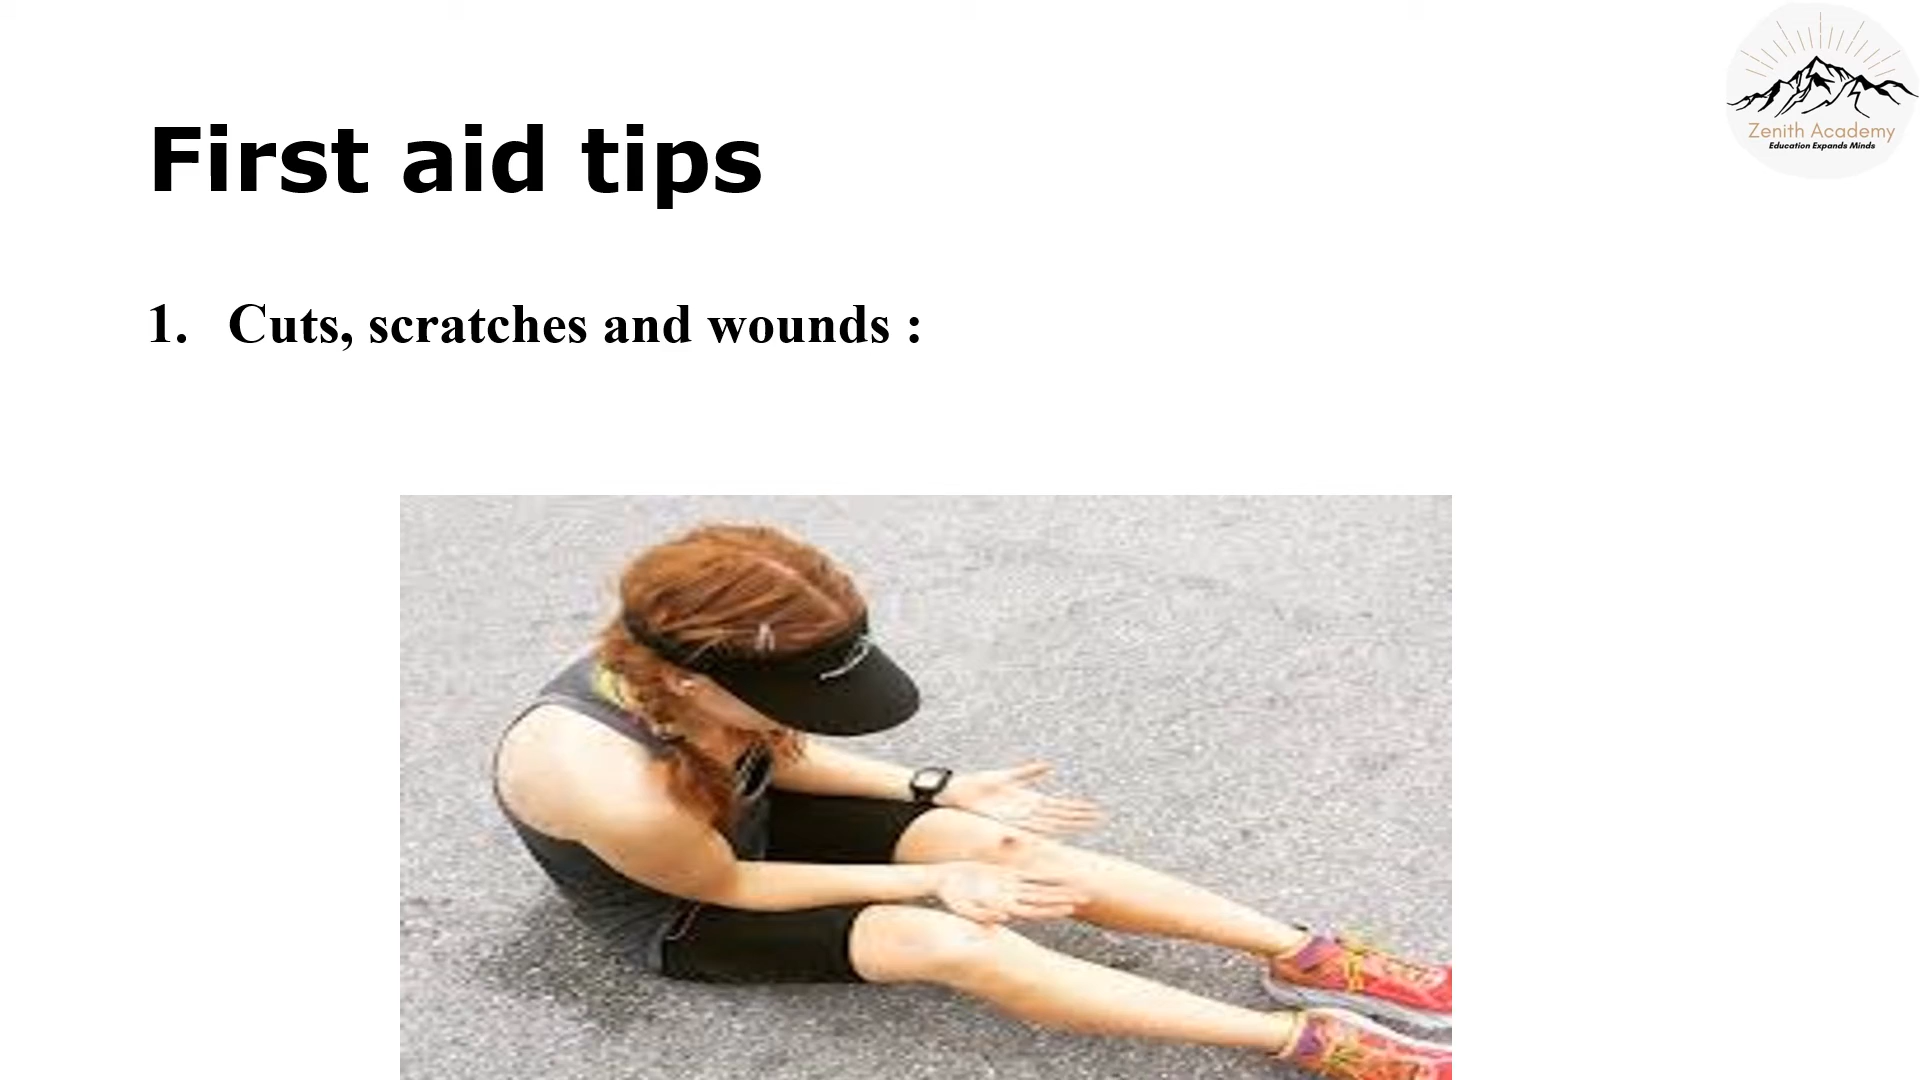 Zenith Academy
Education Expands Minds
First aid tips
1. Cuts, scratches and wounds :